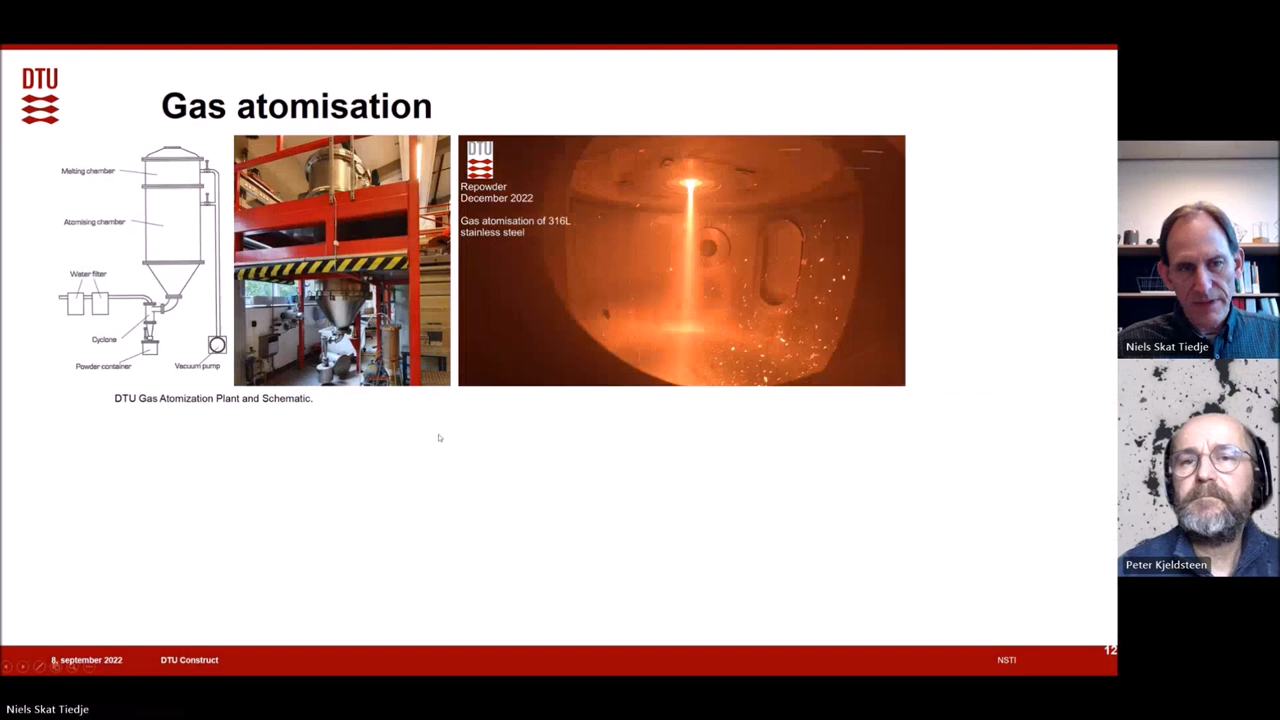 DTU
Gas atomisation
Melting chamber
Atomising chamber
Water filter
Cyclone
Powder container
Vacuum pump
DTU
Repowder
December 2022
Gas atomisation of 316L
stainless steel
DTU Gas Atomization Plant and Schematic.
Niels Skat Tiedje
Peter Kjeldsteen
8. september 2022
DTU Construct
NSTI
12
Niels Skat Tiedje